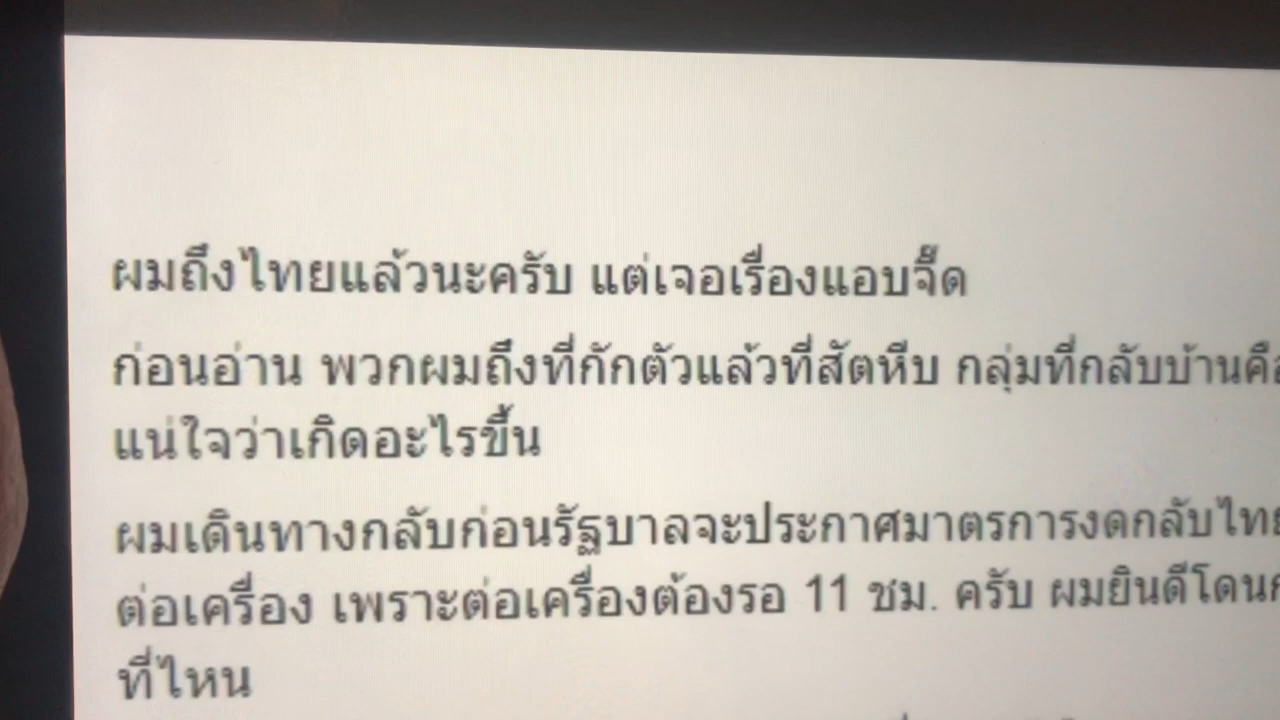 ผมถึงไทยแล้วนะครับ แต่เจอเรื่องแอบจี๊ด
ก่อนอ่าน พวกผมถึงที่กักตัวแล้วที่สัตหีบ กลุ่มที่กลับบ้าน
แน่ใจว่าเกิดอะไรขึ้น
ผมเดินทางกลับก่อนรัฐบาลจะประกาศมาตรการงดกลับไทย
ต่อเครื่อง เพราะต่อเครื่องต้องรอ 11 ชม. ครับ ผมยินดีโดน
ที่ไหน